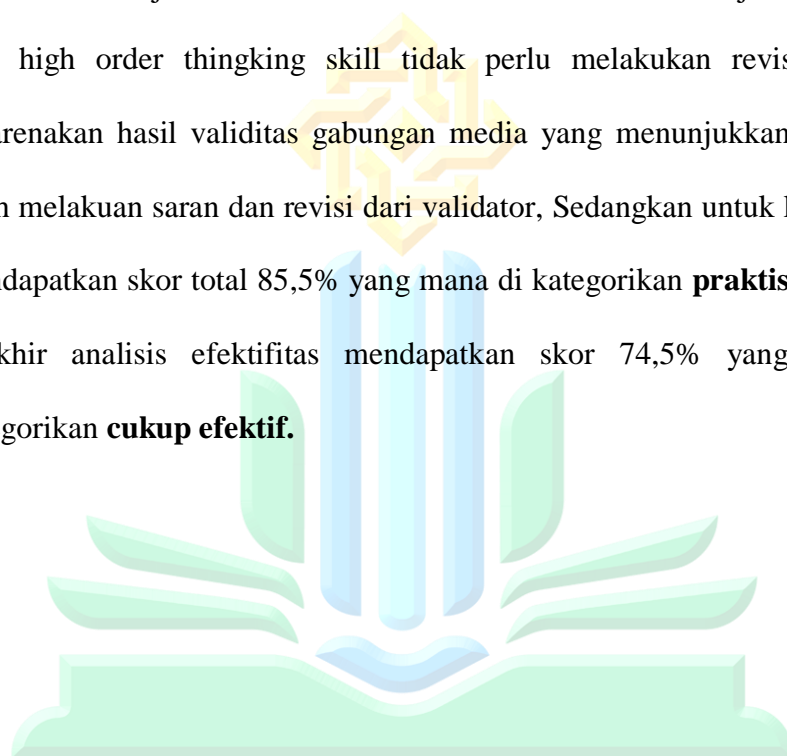 high order thingking skill tidak perlu melakukan revis
arenakan hasil validitas gabungan media yang menunjukkan
n melakuan saran dan revisi dari validator, Sedangkan untuk
ndapatkan skor total 85,5% yang mana di kategorikan praktis
khir analisis efektifitas mendapatkan skor 74,5% yang
egorikan cukup efektif.